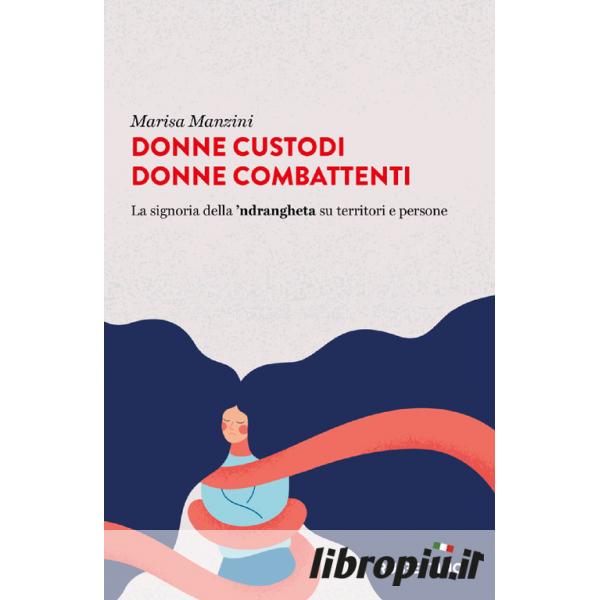 Marisa Manzini
DONNE CUSTODI
DONNE COMBATTENTI
La signoria della ’ndrangheta su territori e persone
libropiu.it